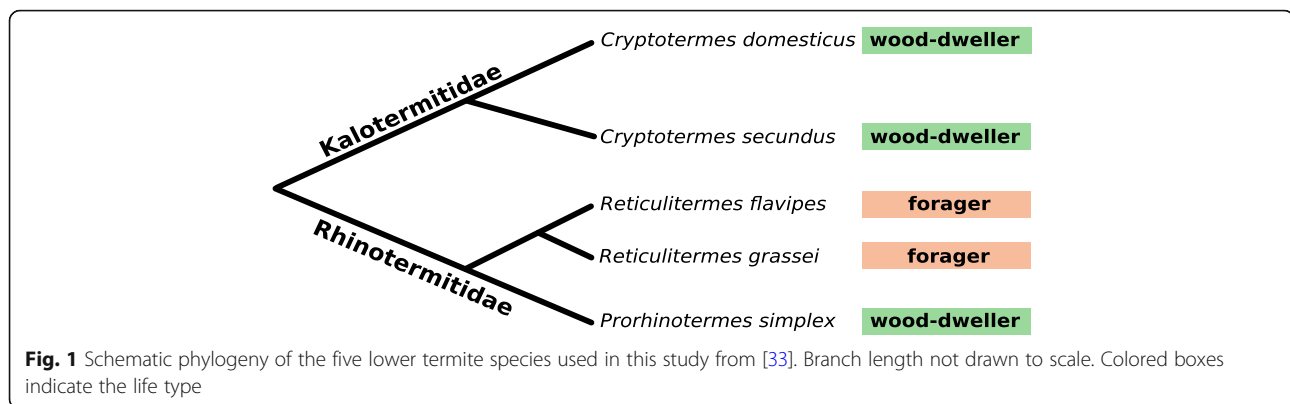 Kalotermitidae
Cryptotermes domesticus wood-dweller
Cryptotermes secundus wood-dweller
Rhinotermitidae
Reticulitermes flavipes forager
Reticulitermes grassei forager
Prorhinotermes simplex wood-dweller
Fig. 1 Schematic phylogeny of the five lower termite species used in this study from [33]. Branch length not drawn to scale. Colored boxes
indicate the life type